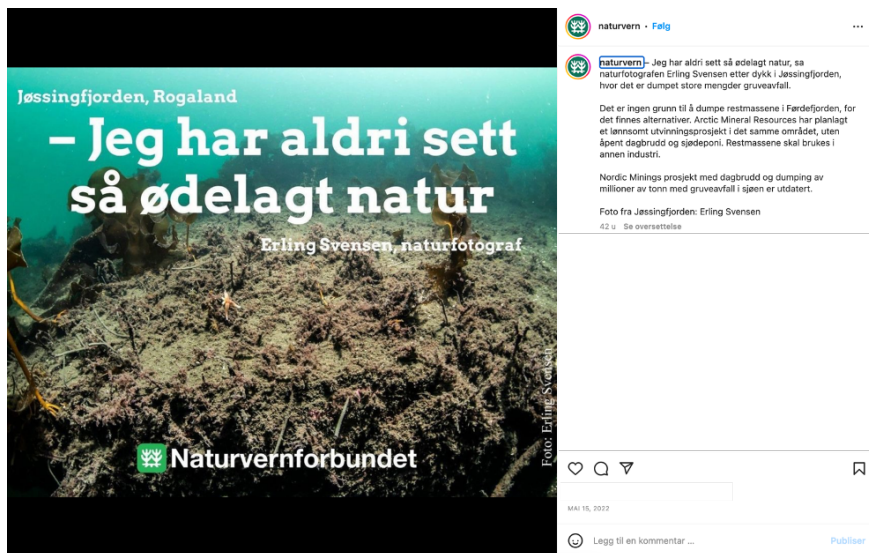 Jøssingfjorden, Rogaland
– Jeg har aldri sett
så ødelagt natur
Erling Svensen, naturfotograf
Foto: Erling Svensen
Naturvernforbundet
naturvern • Følg
naturvern – Jeg har aldri sett så ødelagt natur, sa
naturfotografen Erling Svensen etter dykk i Jøssingfjorden,
hvor det er dumpet store mengder gruveavfall.
Det er ingen grunn til å dumpe restmassene i Førdefjorden, for
det finnes alternativer. Arctic Mineral Resources har planlagt
et lønnsomt utvinningsprosjekt i det samme området, uten
åpent dagbrudd og sjødeponi. Restmassene skal brukes i
annen industri.
Nordic Minings prosjekt med dagbrudd og dumping av
millioner av tonn med gruveavfall i sjøen er utdatert.
Foto fra Jøssingfjorden: Erling Svensen
42 u Se oversettelse
MAI 15, 2022
Legg til en kommentar ...
Publiser